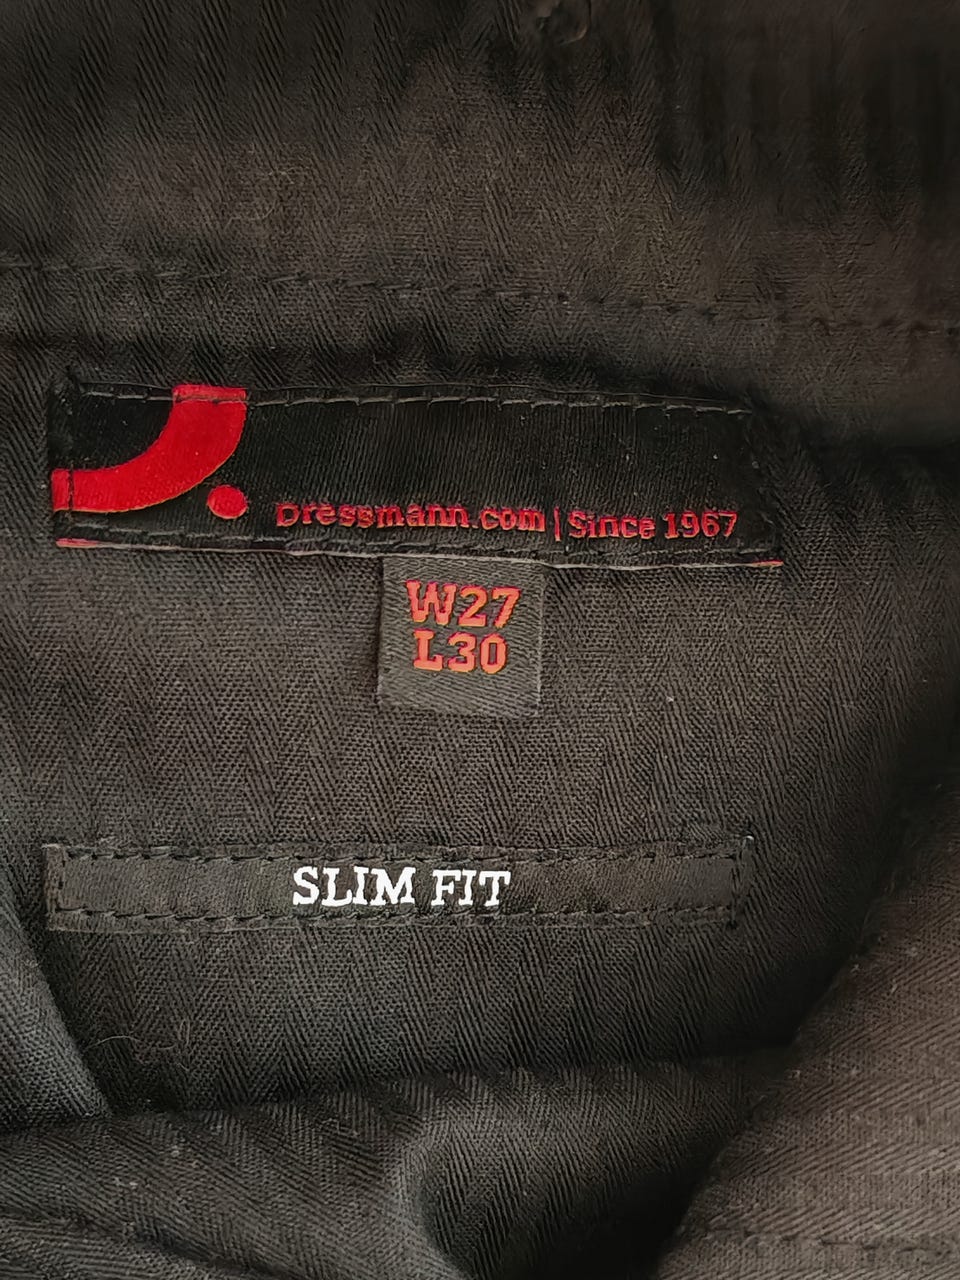 Dressmann.com | Since 1967
W27
L30
SLIM FIT